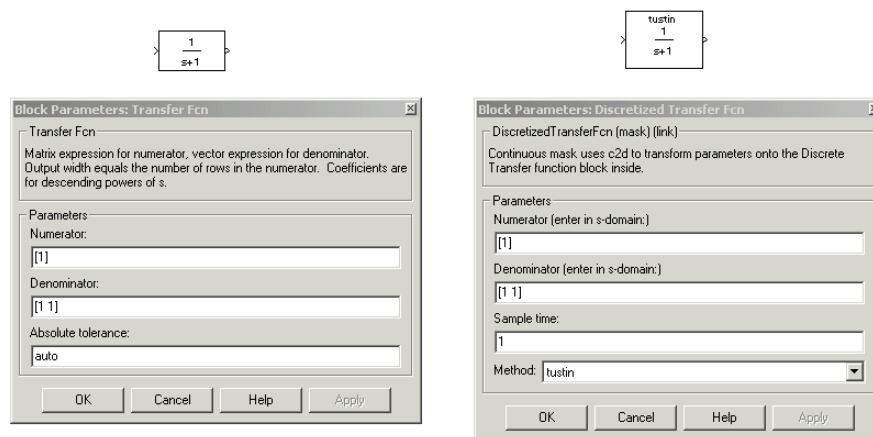 1
s+1
tustin
1
s+1
Block Parameters: Transfer Fcn
Transfer Fcn
Matrix expression for numerator, vector expression for denominator.
Output width equals the number of rows in the numerator. Coefficients are
for descending powers of s.
Parameters
Numerator:
[1]
Denominator:
[1 1]
Absolute tolerance:
auto
OK
Cancel
Help
Apply
Block Parameters: Discretized Transfer Fcn
DiscretizedTransferFcn (mask) (link)
Continuous mask uses c2d to transform parameters onto the Discrete
Transfer function block inside.
Parameters
Numerator (enter in s-domain:)
[1]
Denominator (enter in s-domain:)
[1 1]
Sample time:
1
Method: tustin
OK
Cancel
Help
Apply